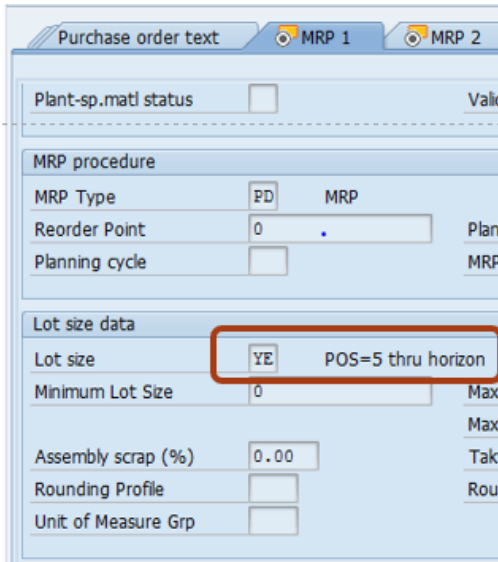 Purchase order text MRP 1 MRP 2
Plant-sp.matl status Valid
MRP procedure
MRP Type PD MRP
Reorder Point 0 Plan
Planning cycle MRP
Lot size data
Lot size YE POS=5 thru horizon
Minimum Lot Size 0 Max
Max
Assembly scrap (%) 0.00 Tak
Rounding Profile Rou
Unit of Measure Grp